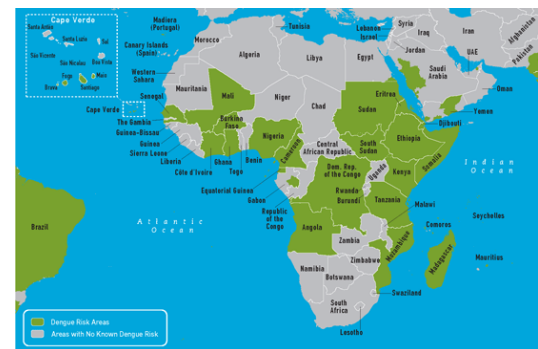 Cape Verde
Santo Antao
Santa Luzia
Sal
São Vicente
São Nicolau
Boa Vista
Fogo
Maio
Brava
Santiago
Madiera
(Portugal)
Canary Islands
(Spain)
Western
Sahara
Morocco
Algeria
Tunisia
Libya
Egypt
Lebanon
Israel
Syria
Jordan
Iraq
Iran
Afghanistan
Pakistan
UAE
Saudi
Arabia
Oman
Yemen
Mauritania
Mali
Niger
Chad
Sudan
Eritrea
Djibouti
Senegal
Cape Verde
The Gambia
Guinea-Bissau
Guinea
Sierra Leone
Liberia
Côte d'Ivoire
Burkina
Faso
Ghana
Togo
Benin
Nigeria
Cameroon
Central
African Republic
South
Sudan
Ethiopia
Somalia
Equatorial Guinea
Gabon
Republic
of the
Congo
Dem. Rep.
of the Congo
Uganda
Kenya
Rwanda
Burundi
Tanzania
Malawi
Comoros
Seychelles
Mauritius
Indian
Ocean
Atlantic
Ocean
Brazil
Angola
Zambia
Mozambique
Madagascar
Zimbabwe
Namibia
Botswana
South
Africa
Swaziland
Lesotho
Dengue Risk Areas
Areas with No Known Dengue Risk